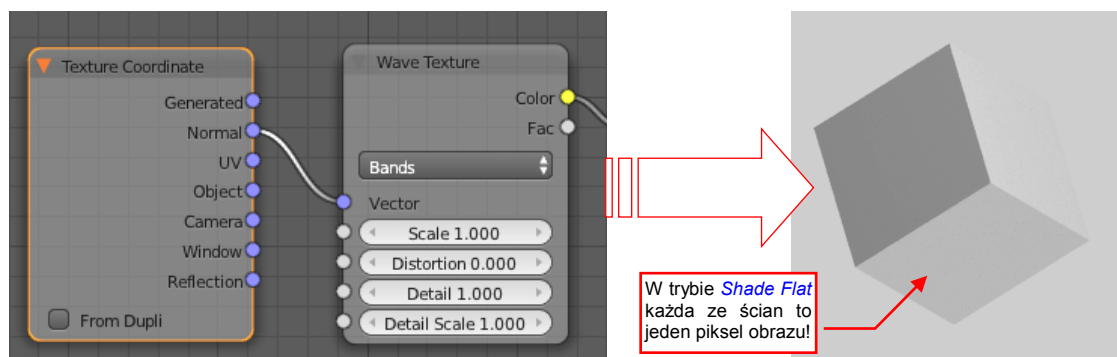 Texture Coordinate
Generated
Normal
UV
Object
Camera
Window
Reflection
From Dupli
Wave Texture
Color
Fac
Bands
Vector
Scale 1.000
Distortion 0.000
Detail 1.000
Detail Scale 1.000
W trybie Shade Flat
każda ze ścian to
jeden piksel obrazu!